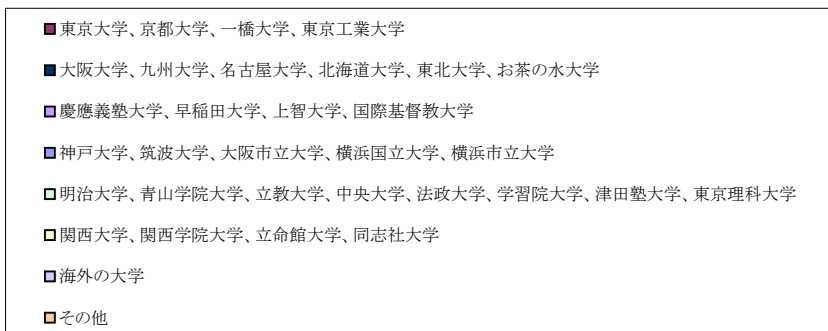 東京大学、京都大学、一橋大学、東京工業大学
大阪大学、九州大学、名古屋大学、北海道大学、東北大学、お茶の水大学
慶應義塾大学、早稲田大学、上智大学、国際基督教大学
神戸大学、筑波大学、大阪市立大学、横浜国立大学、横浜市立大学
明治大学、青山学院大学、立教大学、中央大学、法政大学、学習院大学、津田塾大学、東京理科大学
関西大学、関西学院大学、立命館大学、同志社大学
海外の大学
その他